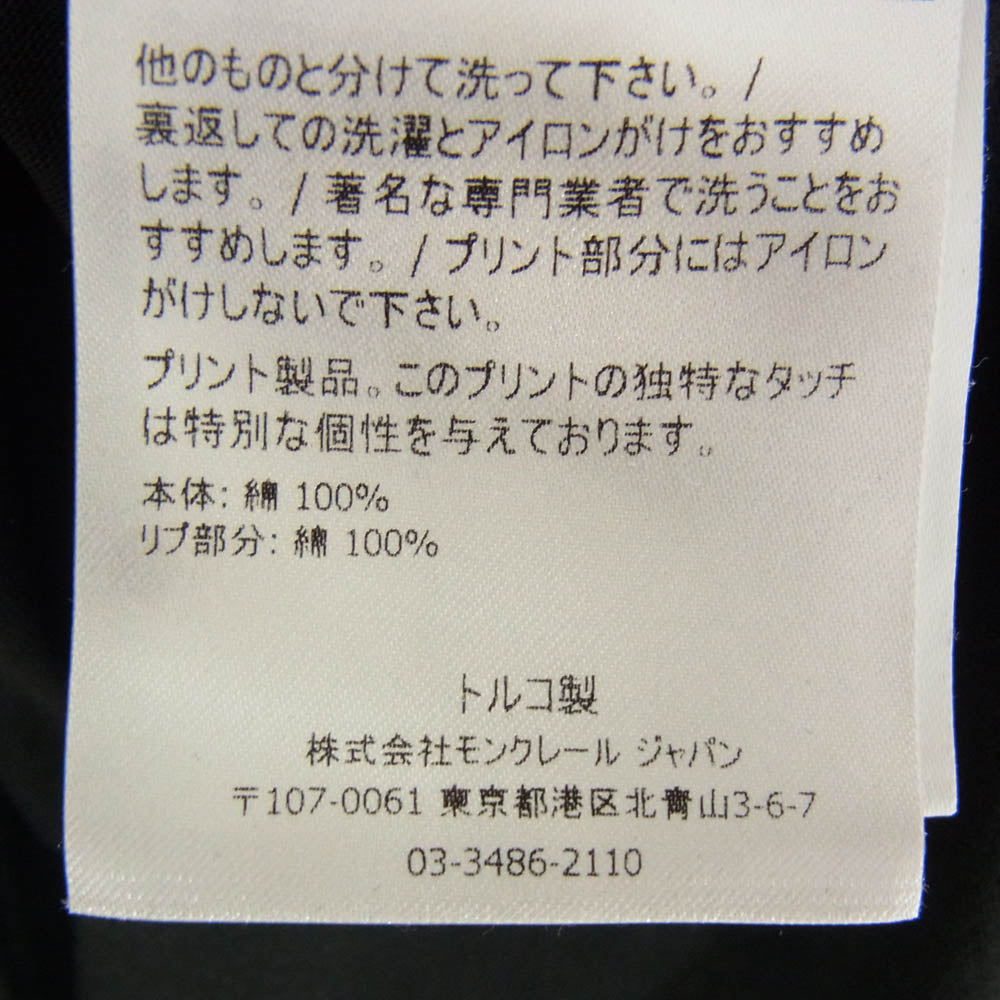 他のものと分けて洗って下さい。/
裏返しての洗濯とアイロンがけをおすすめ
します。/ 著名な専門業者で洗うことをお
すすめします。/ プリント部分にはアイロン
がけしないで下さい。
プリント製品。このプリントの独特なタッチ
は特別な個性を与えております。
本体: 綿 100%
リブ部分: 綿 100%
トルコ製
株式会社モンクレール ジャパン
〒107-0061 東京都港区北青山3-6-7
03-3486-2110